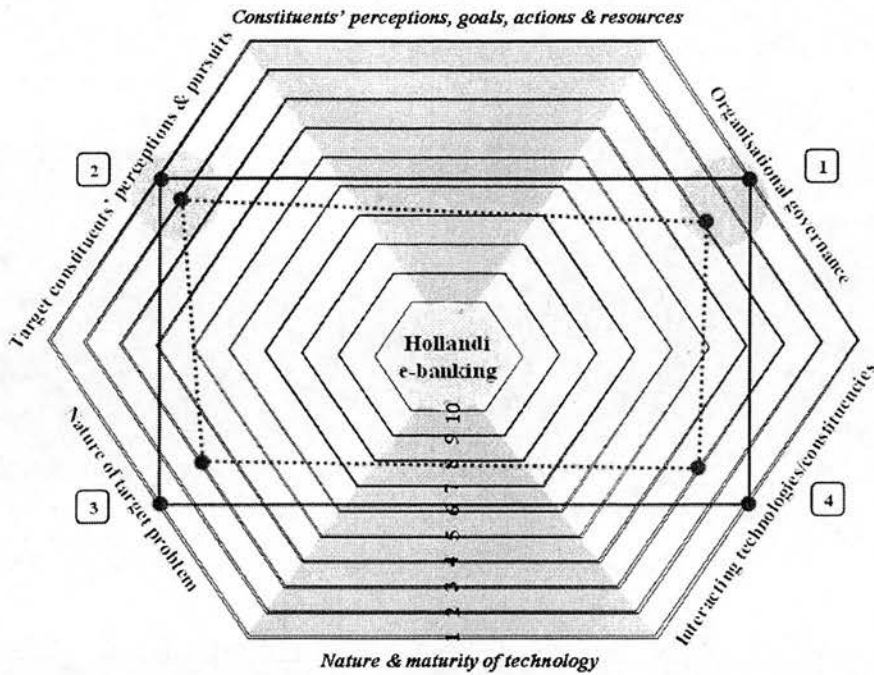 Constituents’ perceptions, goals, actions & resources
Target constituents’ perceptions & pursuits
Organisational governance
2
1
Hollandi
e-banking
10
9
8
7
6
5
4
3
2
1
Nature of target problem
Interacting technologies/constituencies
3
4
Nature & maturity of technology